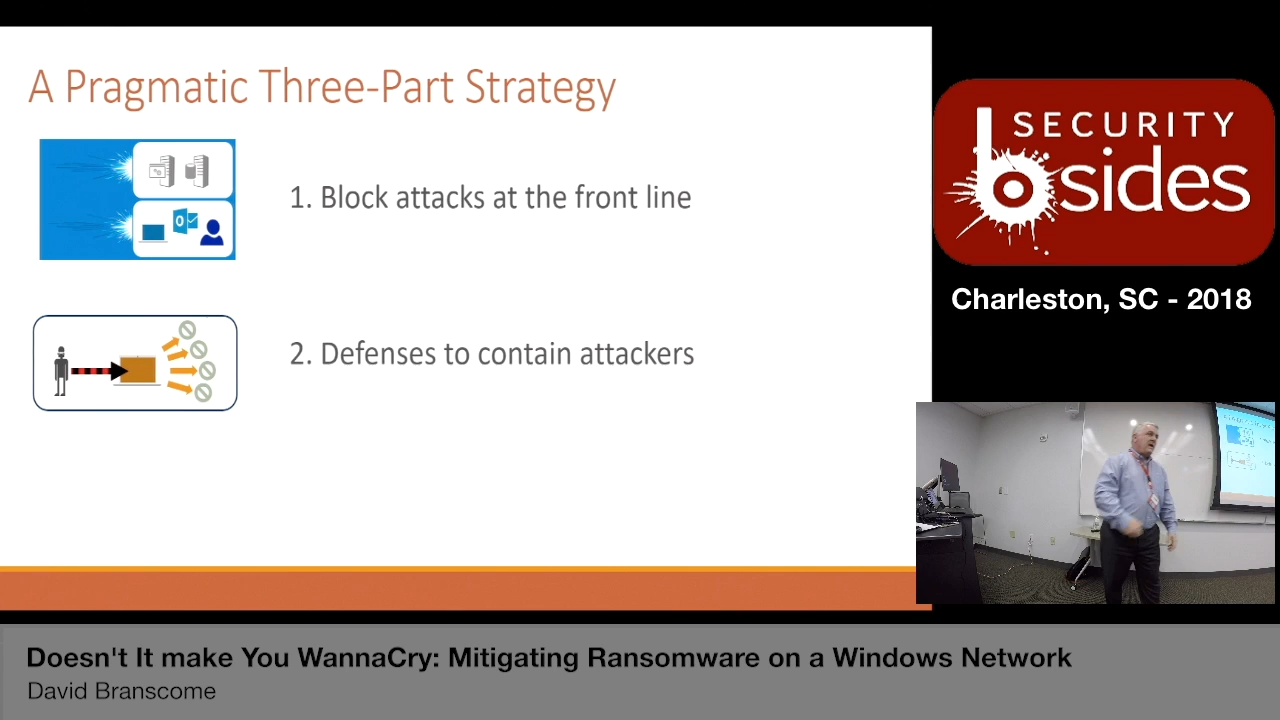 A Pragmatic Three-Part Strategy
1. Block attacks at the front line
2. Defenses to contain attackers
SECURITY
bsides
Charleston, SC - 2018
Doesn't It make You WannaCry: Mitigating Ransomware on a Windows Network
David Branscome